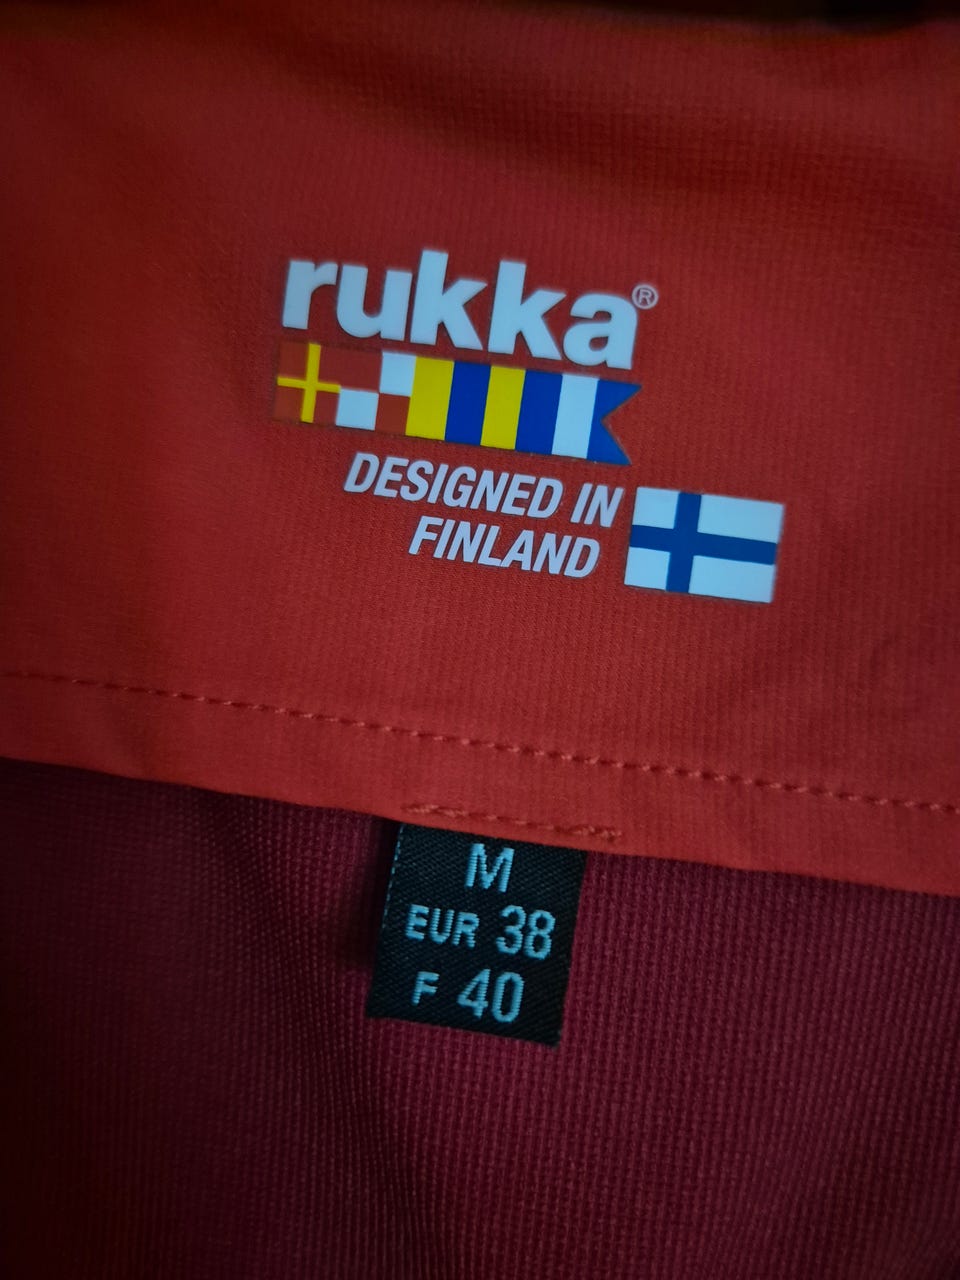 rukka®
DESIGNED IN
FINLAND
M
EUR 38
F 40